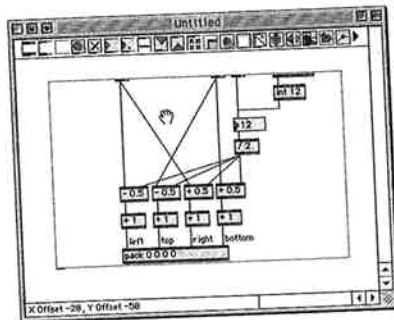 Untitled
int 12
12
/ 2.
- 0.5 - 0.5 + 0.5 + 0.5
+ 1 + 1 + 1 + 1
left top right bottom
pack 0 0 0 0
X Offset -28, Y Offset -58